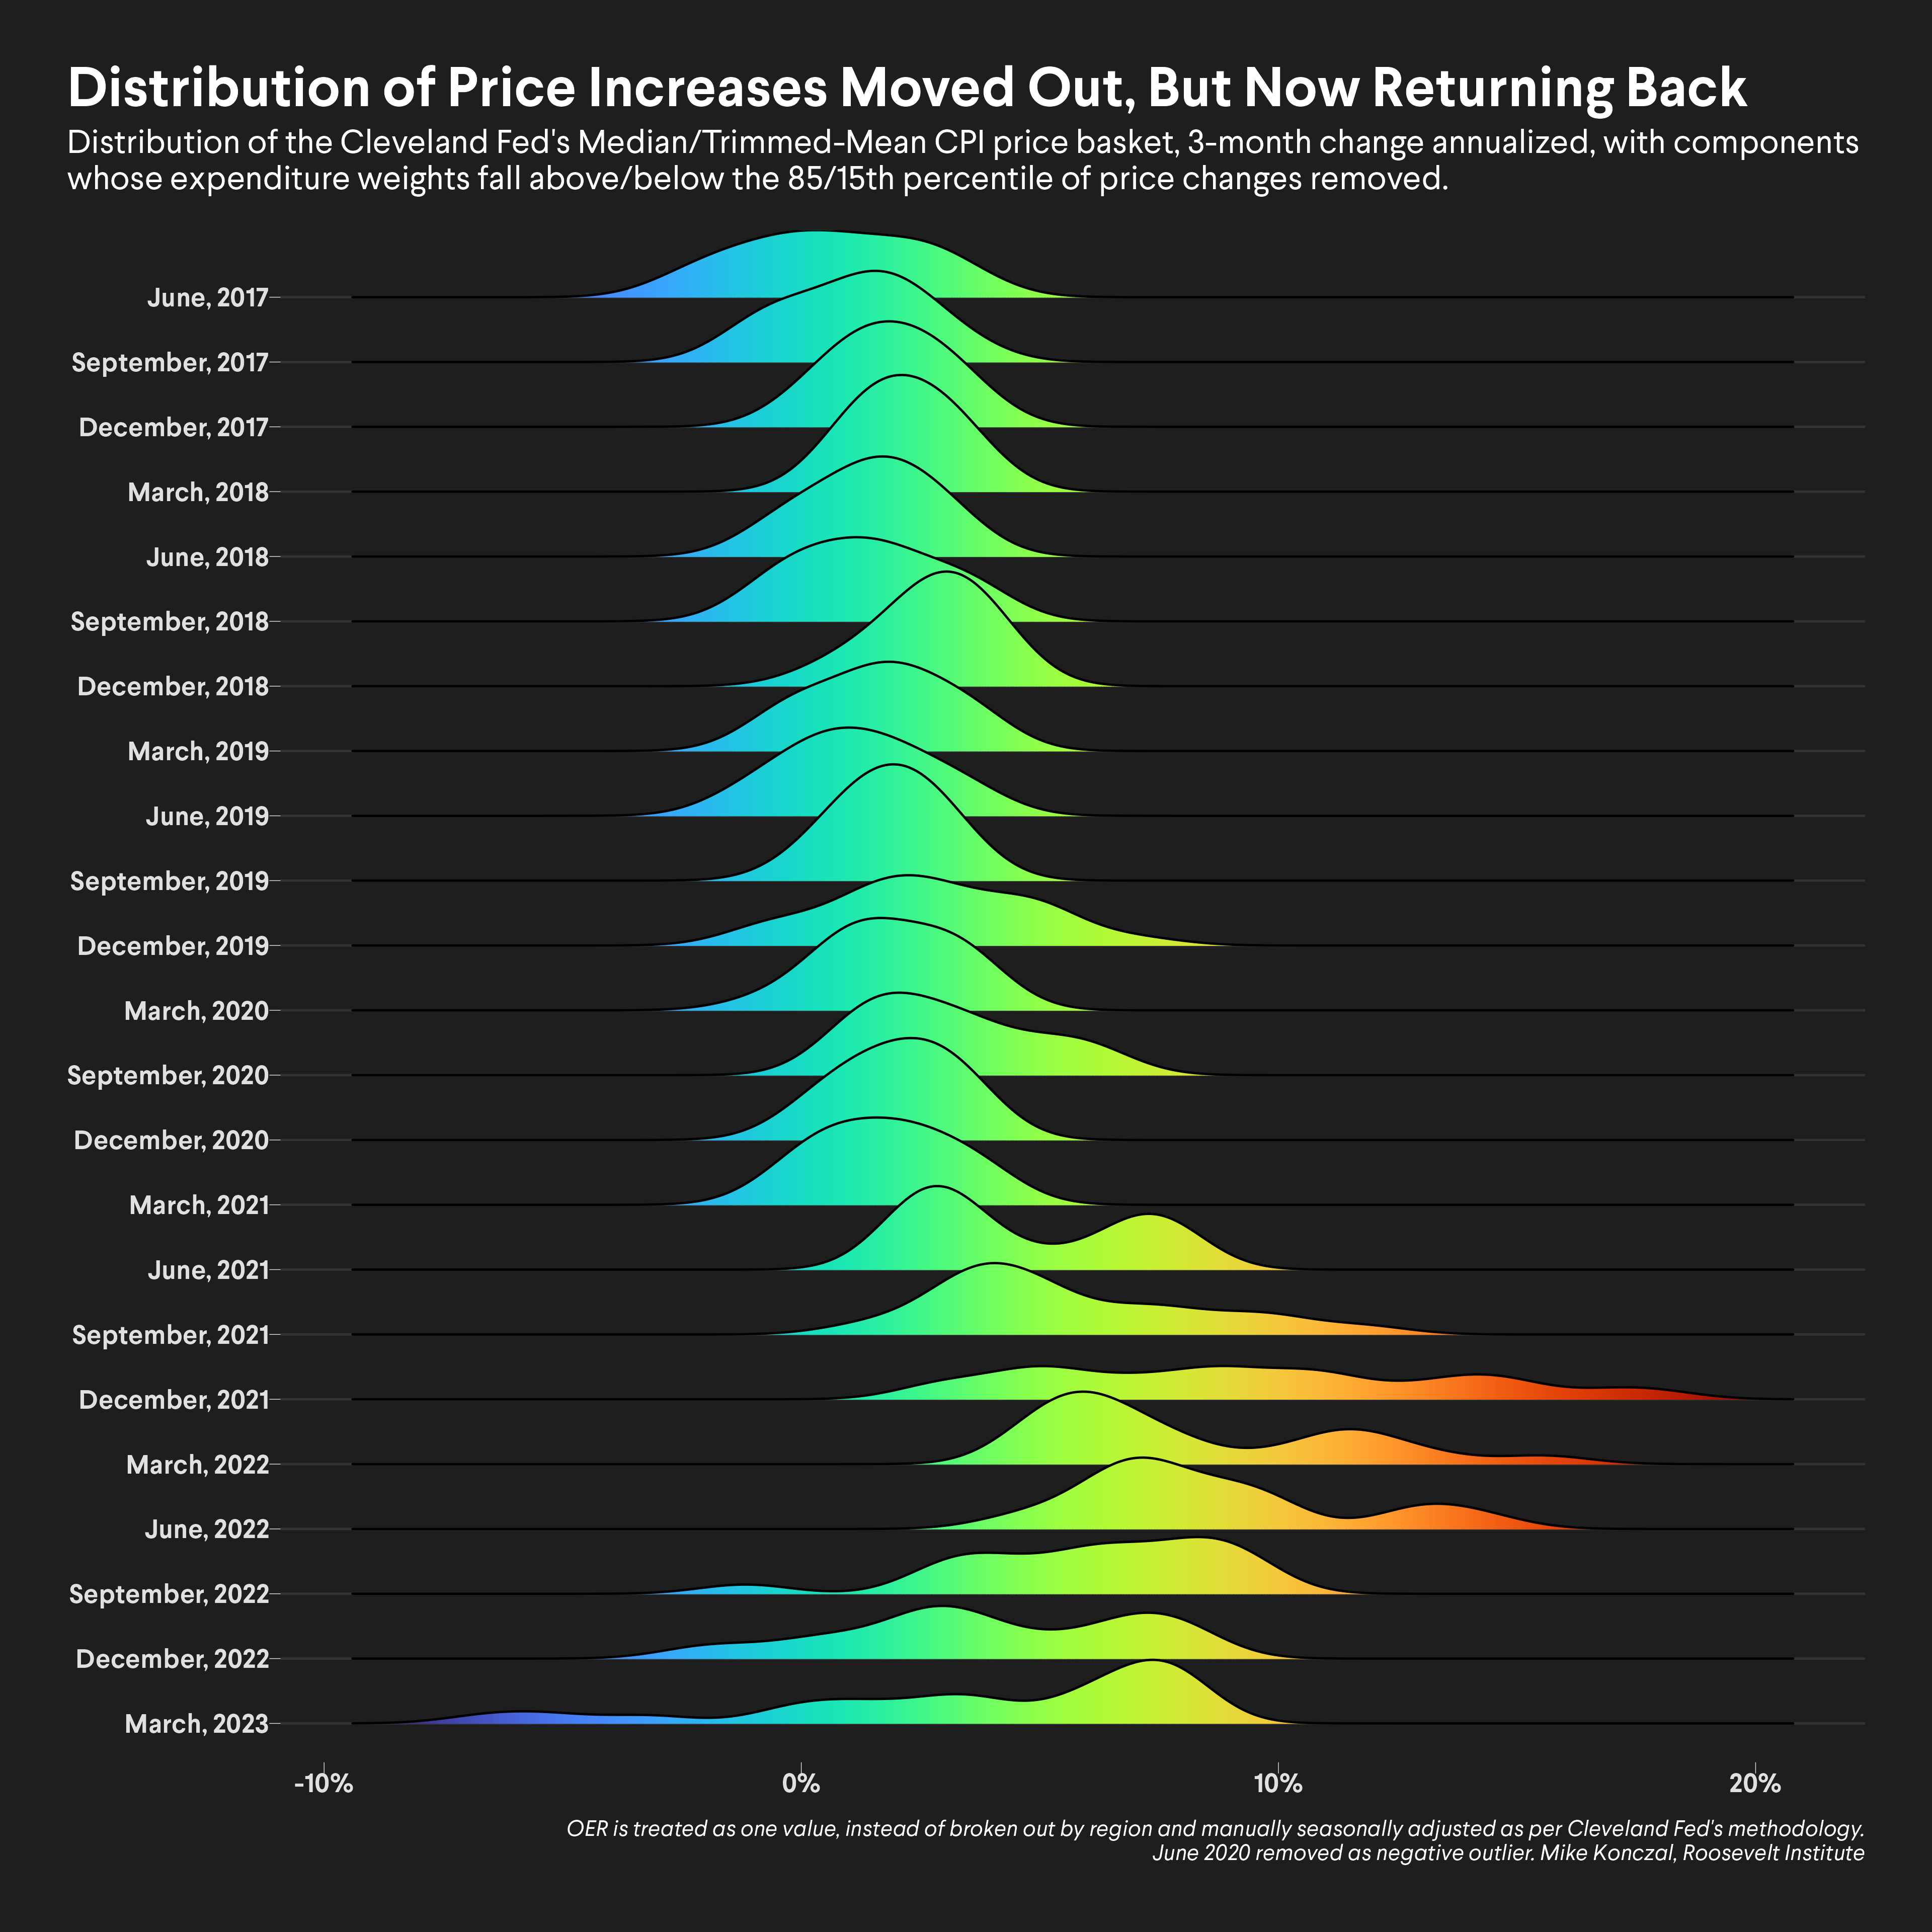 Distribution of Price Increases Moved Out, But Now Returning Back
Distribution of the Cleveland Fed's Median/Trimmed-Mean CPI price basket, 3-month change annualized, with components
whose expenditure weights fall above/below the 85/15th percentile of price changes removed.
June, 2017
September, 2017
December, 2017
March, 2018
June, 2018
September, 2018
December, 2018
March, 2019
June, 2019
September, 2019
December, 2019
March, 2020
September, 2020
December, 2020
March, 2021
June, 2021
September, 2021
December, 2021
March, 2022
June, 2022
September, 2022
December, 2022
March, 2023
-10% 0% 10% 20%
OER is treated as one value, instead of broken out by region and manually seasonally adjusted as per Cleveland Fed's methodology.
June 2020 removed as negative outlier. Mike Konczal, Roosevelt Institute